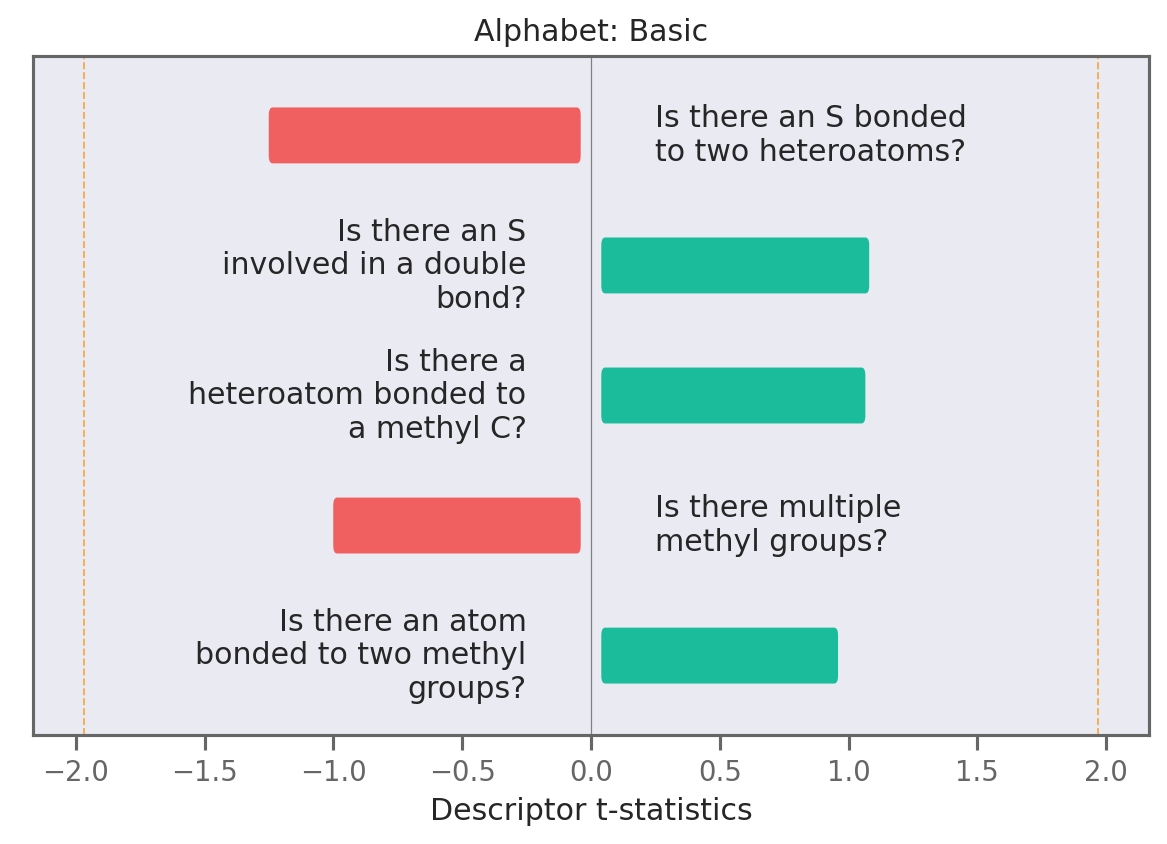 Alphabet: Basic
Is there an S bonded
to two heteroatoms?
Is there an S
involved in a double
bond?
Is there a
heteroatom bonded to
a methyl C?
Is there multiple
methyl groups?
Is there an atom
bonded to two methyl
groups?
−2.0 −1.5 −1.0 −0.5 0.0 0.5 1.0 1.5 2.0
Descriptor t-statistics